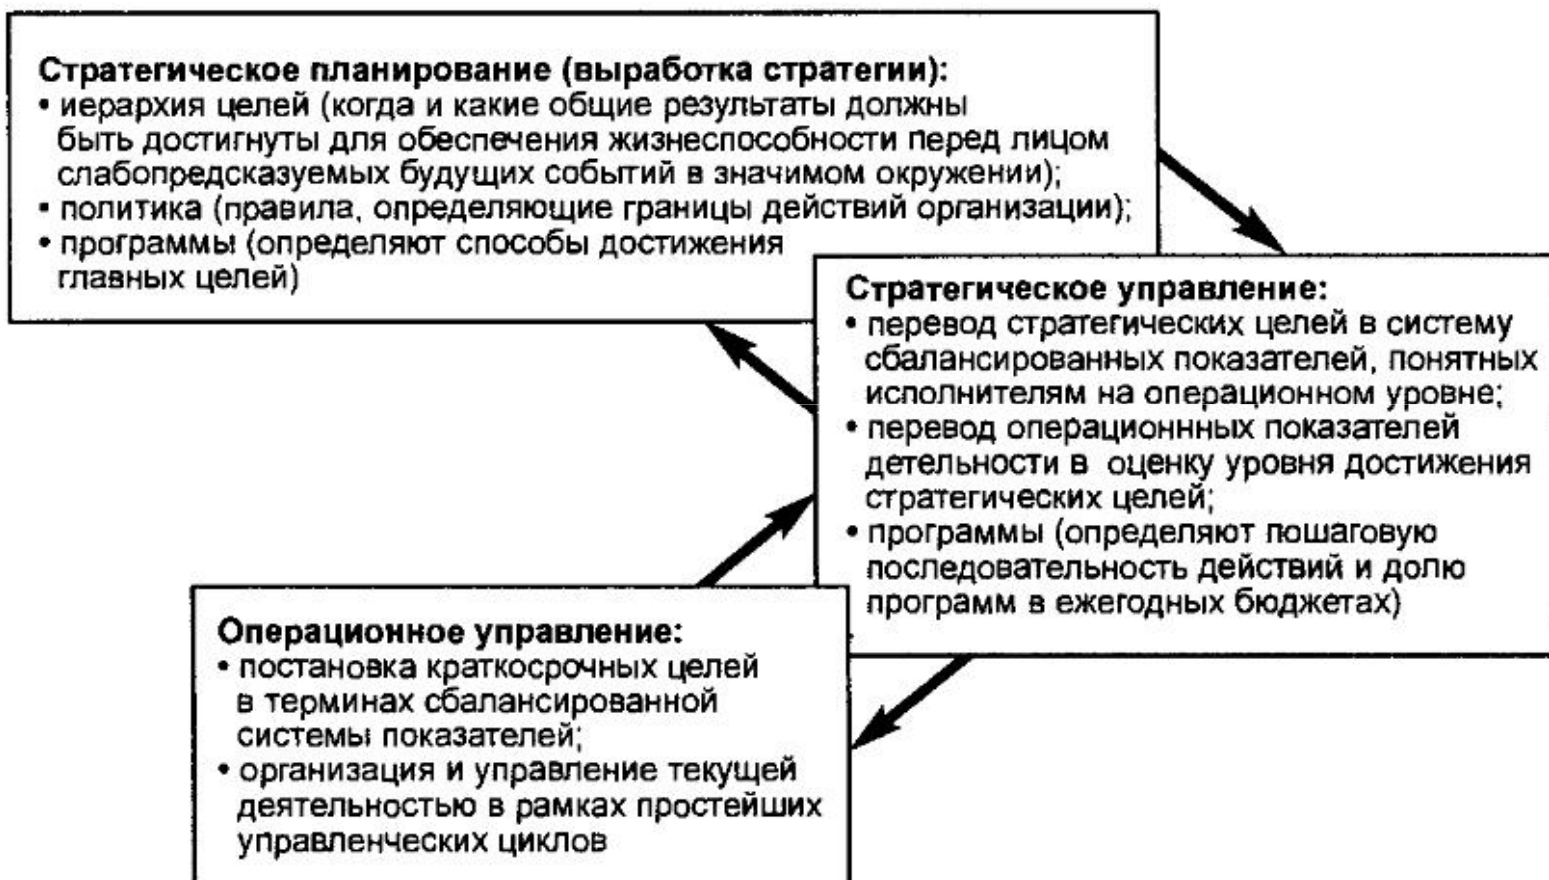 Стратегическое планирование (выработка стратегии):
• иерархия целей (когда и какие общие результаты должны
быть достигнуты для обеспечения жизнеспособности перед лицом
слабопредсказуемых будущих событий в значимом окружении);
• политика (правила, определяющие границы действий организации);
• программы (определяют способы достижения
главных целей)
Стратегическое управление:
• перевод стратегических целей в систему
сбалансированных показателей, понятных
исполнителям на операционном уровне;
• перевод операционнных показателей
детельности в оценку уровня достижения
стратегических целей;
• программы (определяют пошаговую
последовательность действий и долю
программ в ежегодных бюджетах)
Операционное управление:
• постановка краткосрочных целей
в терминах сбалансированной
системы показателей;
• организация и управление текущей
деятельностью в рамках простейших
управленческих циклов